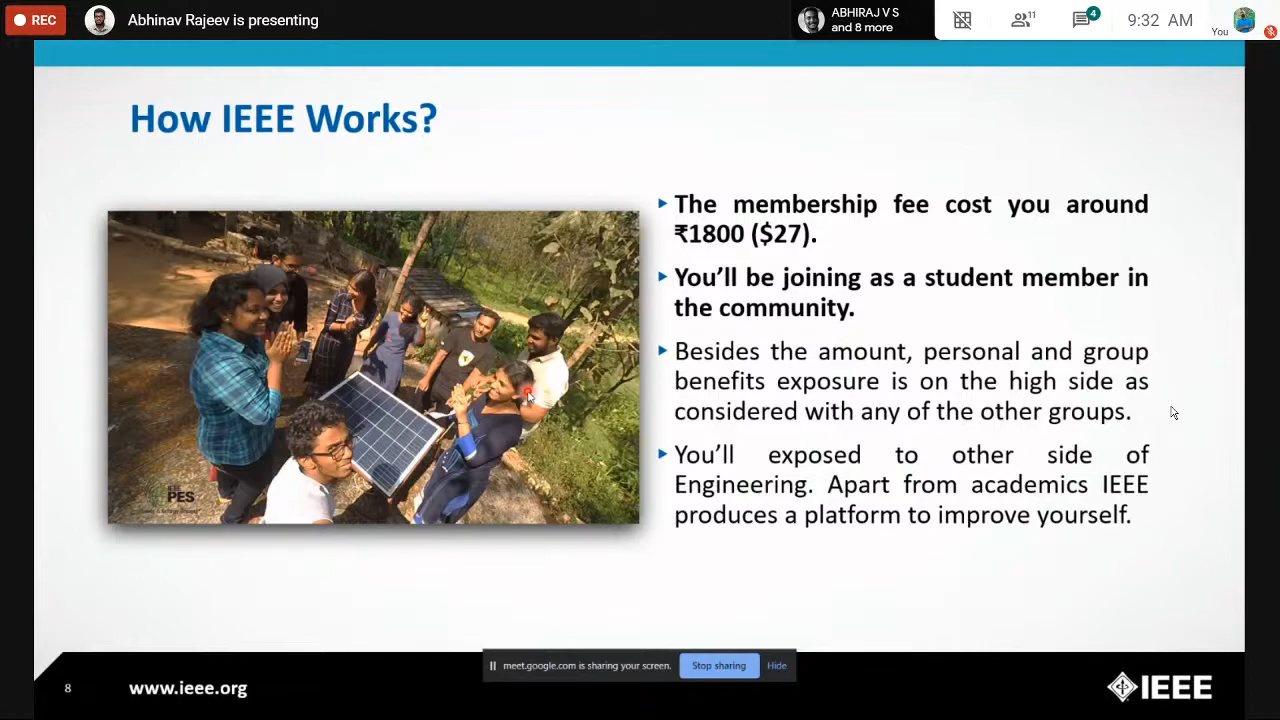 REC
Abhinav Rajeev is presenting
ABHIRAJ V S
and 8 more
11
4
9:32 AM
You
How IEEE Works?
The membership fee cost you around
₹1800 ($27).
You’ll be joining as a student member in
the community.
Besides the amount, personal and group
benefits exposure is on the high side as
considered with any of the other groups.
You’ll exposed to other side of
Engineering. Apart from academics IEEE
produces a platform to improve yourself.
IEEE
PES
meet.google.com is sharing your screen.
Stop sharing
Hide
8
www.ieee.org
IEEE